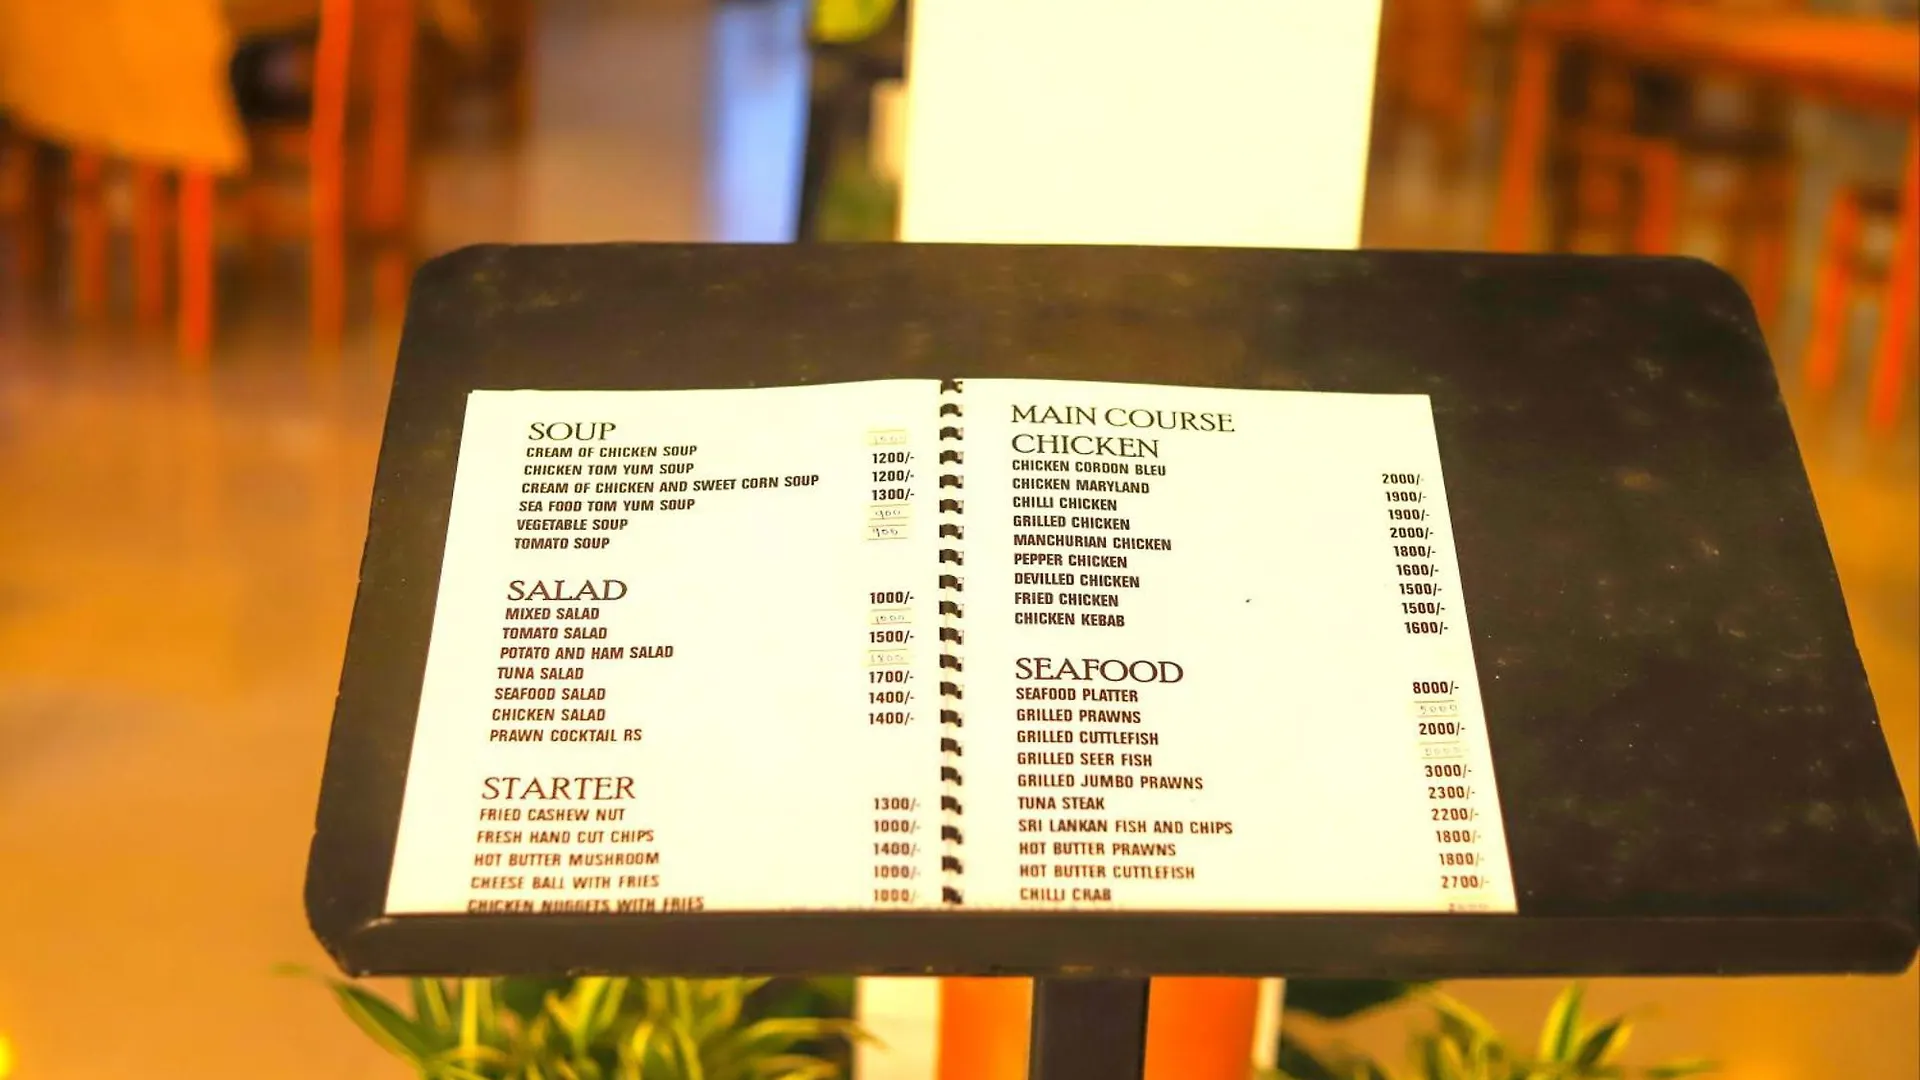 SOUP
CREAM OF CHICKEN SOUP
CHICKEN TOM YUM SOUP 1200/-
CREAM OF CHICKEN AND SWEET CORN SOUP 1200/-
SEA FOOD TOM YUM SOUP 1300/-
VEGETABLE SOUP 900
TOMATO SOUP 900
SALAD
MIXED SALAD 1000/-
TOMATO SALAD
POTATO AND HAM SALAD 1500/-
TUNA SALAD
SEAFOOD SALAD 1700/-
CHICKEN SALAD 1400/-
PRAWN COCKTAIL RS 1400/-
STARTER
FRIED CASHEW NUT 1300/-
FRESH HAND CUT CHIPS 1000/-
HOT BUTTER MUSHROOM 1400/-
CHEESE BALL WITH FRIES 1000/-
CHICKEN NUGGETS WITH FRIES 1000/-
MAIN COURSE
CHICKEN
CHICKEN CORDON BLEU 2000/-
CHICKEN MARYLAND 1900/-
CHILLI CHICKEN 1900/-
GRILLED CHICKEN 2000/-
MANCHURIAN CHICKEN 1800/-
PEPPER CHICKEN 1600/-
DEVILLED CHICKEN 1500/-
FRIED CHICKEN 1500/-
CHICKEN KEBAB 1600/-
SEAFOOD
SEAFOOD PLATTER 8000/-
GRILLED PRAWNS
GRILLED CUTTLEFISH 2000/-
GRILLED SEER FISH
GRILLED JUMBO PRAWNS 3000/-
TUNA STEAK 2300/-
SRI LANKAN FISH AND CHIPS 2200/-
HOT BUTTER PRAWNS 1800/-
HOT BUTTER CUTTLEFISH 1800/-
CHILLI CRAB 2700/-